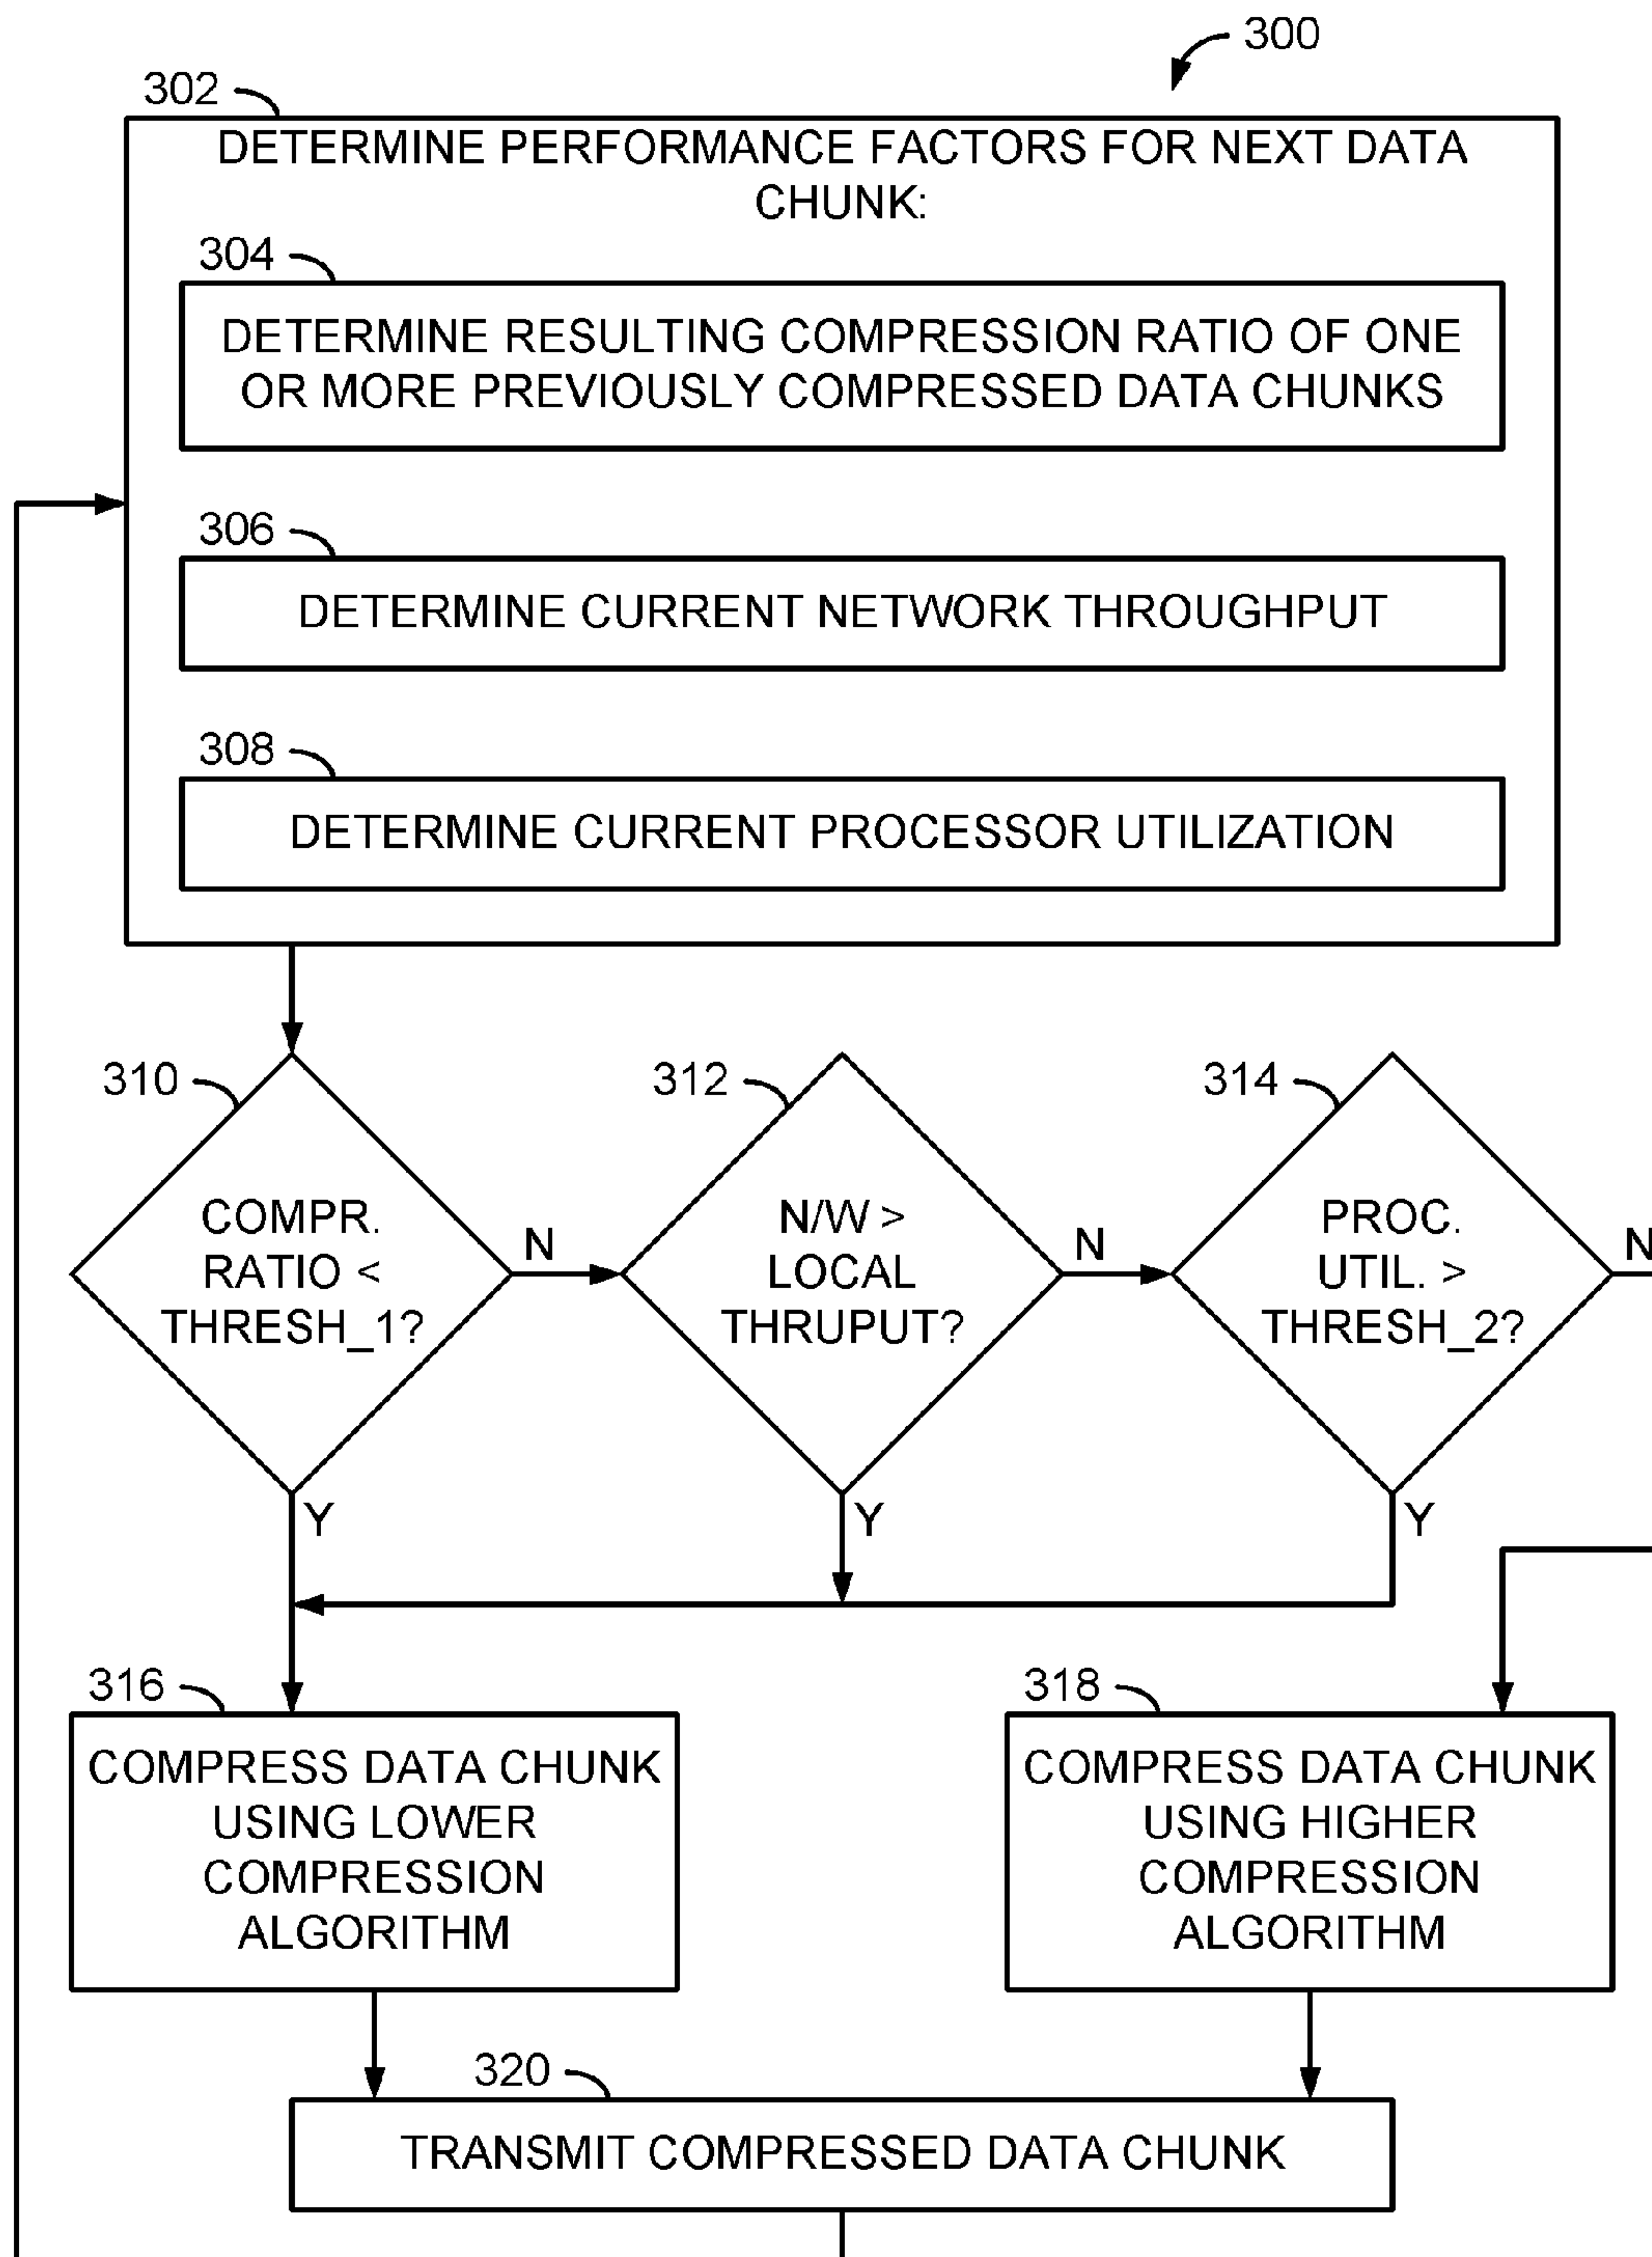 300
302
DETERMINE PERFORMANCE FACTORS FOR NEXT DATA
CHUNK:
304
DETERMINE RESULTING COMPRESSION RATIO OF ONE
OR MORE PREVIOUSLY COMPRESSED DATA CHUNKS
306
DETERMINE CURRENT NETWORK THROUGHPUT
308
DETERMINE CURRENT PROCESSOR UTILIZATION
310
COMPR.
RATIO <
THRESH_1?
N
Y
312
N/W >
LOCAL
THRUPUT?
N
Y
314
PROC.
UTIL. >
THRESH_2?
N
Y
316
COMPRESS DATA CHUNK
USING LOWER
COMPRESSION
ALGORITHM
318
COMPRESS DATA CHUNK
USING HIGHER
COMPRESSION
ALGORITHM
320
TRANSMIT COMPRESSED DATA CHUNK